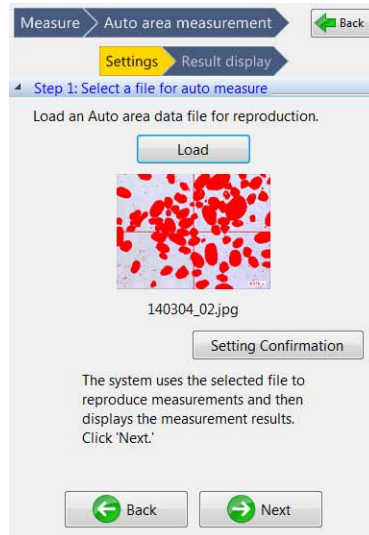 Measure Auto area measurement Back
Settings Result display
Step 1: Select a file for auto measure
Load an Auto area data file for reproduction.
Load
140304_02.jpg
Setting Confirmation
The system uses the selected file to
reproduce measurements and then
displays the measurement results.
Click 'Next.'
Back Next